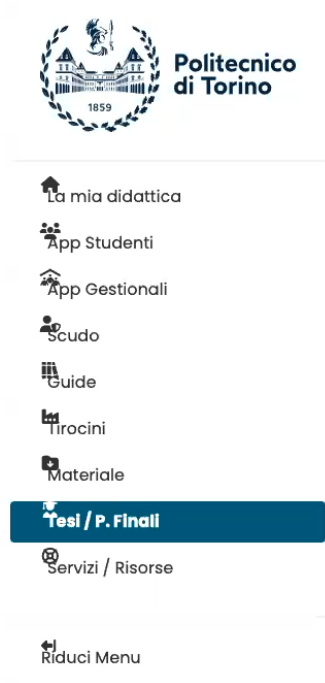 1859
Politecnico
di Torino
La mia didattica
App Studenti
App Gestionali
Scudo
Guide
Tirocini
Materiale
Tesi / P. Finali
Servizi / Risorse
Riduci Menu